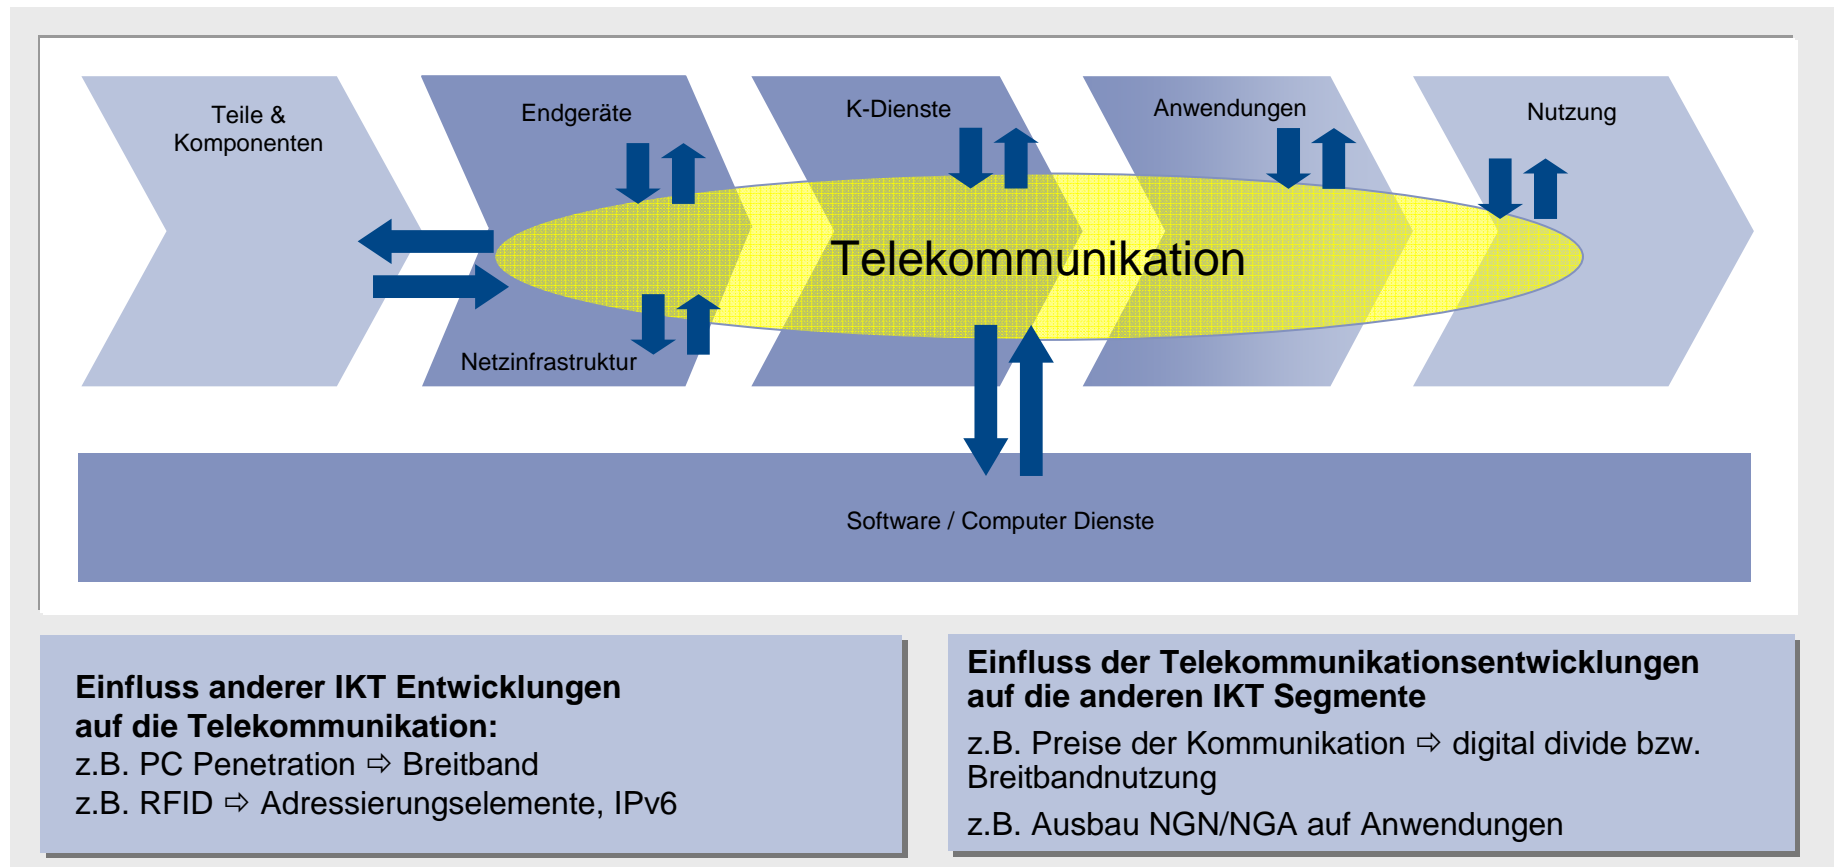 Teile &
Komponenten
Endgeräte
K-Dienste
Anwendungen
Nutzung
Telekommunikation
Netzinfrastruktur
Software / Computer Dienste
Einfluss anderer IKT Entwicklungen
auf die Telekommunikation:
z.B. PC Penetration ⇨ Breitband
z.B. RFID ⇨ Adressierungselemente, IPv6
Einfluss der Telekommunikationsentwicklungen
auf die anderen IKT Segmente
z.B. Preise der Kommunikation ⇨ digital divide bzw.
Breitbandnutzung
z.B. Ausbau NGN/NGA auf Anwendungen